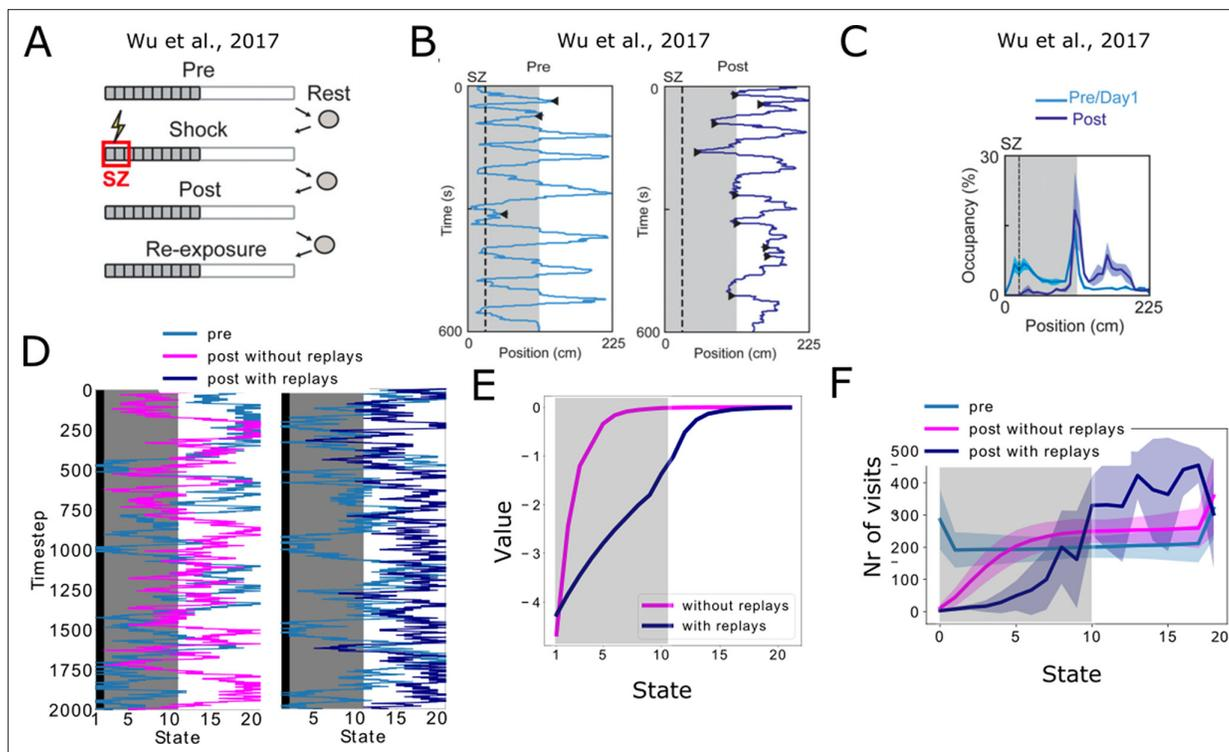 A
Wu et al., 2017
Pre
Rest
Shock
SZ
Post
Re-exposure
B
Wu et al., 2017
SZ
Pre
Post
SZ
0
Time (s)
600
0
Position (cm)
225
0
Time (s)
600
0
Position (cm)
225
C
Wu et al., 2017
Pre/Day1
Post
SZ
30
Occupancy (%)
0
0
225
Position (cm)
D
pre
post without replays
post with replays
0
250
500
750
1000
1250
1500
1750
2000
Timestep
1 5 10 15 20
State
1 5 10 15 20
State
E
0
− 1
− 2
− 3
− 4
Value
without replays
with replays
1 5 10 15 20
State
F
pre
post without replays
post with replays
500
400
300
200
100
0
Nr of visits
0 5 10 15 20
State